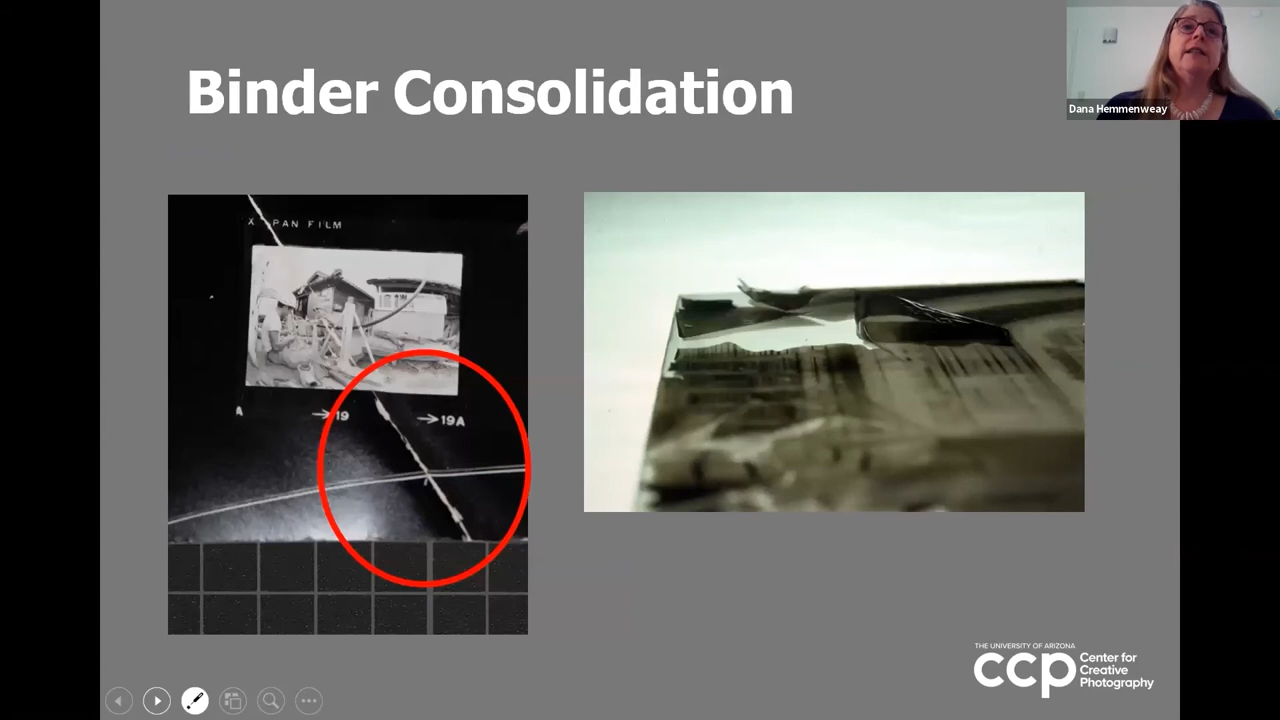 Binder Consolidation
Dana Hemmenweay
PAN FILM
A
→19
→19A
THE UNIVERSITY OF ARIZONA
ccp
Center for
Creative
Photography